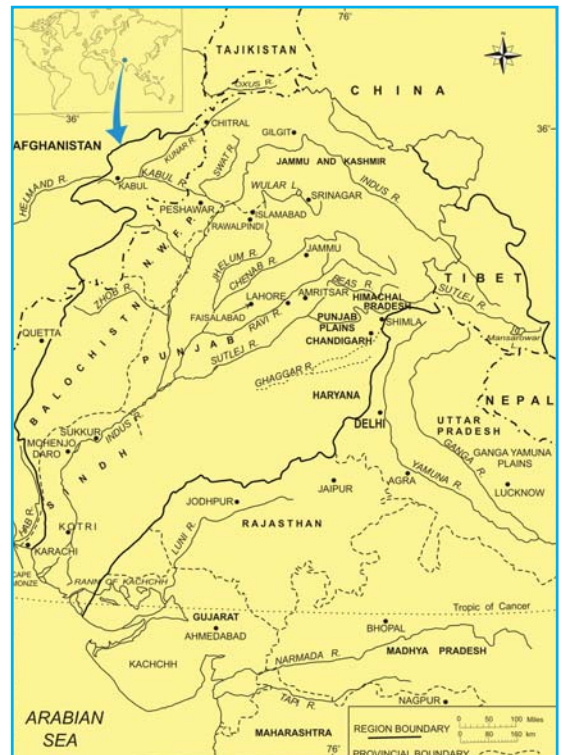 76°
N
TAJIKISTAN
OXUS R.
CHINA
36°
36°
CHITRAL
AFGHANISTAN
GILGIT
KUNAR R.
SWAT R.
JAMMU AND KASHMIR
HELMAND R.
KABUL
KABUL R.
WULAR L.
INDUS R.
SRINAGAR
PESHAWAR
ISLAMABAD
RAWALPINDI
N.W.F.P.
JAMMU
JHELUM R.
CHENAB R.
TIBET
BEAS R.
ZHOB R.
LAHORE
AMRITSAR
HIMACHAL
PRADESH
SUTLEJ R.
FAISALABAD
RAVI R.
PUNJAB
PLAINS
SHIMLA
QUETTA
PUNJAB
SUTLEJ R.
CHANDIGARH
Mansarowar
L.
BALOCHISTN
GHAGGAR R.
NEPAL
HARYANA
DELHI
UTTAR
PRADESH
SUKKUR
INDUS R.
MOHENJO
DARO
GANGA R.
GANGA YAMUNA
PLAINS
SINDH
YAMUNA R.
LUCKNOW
JAIPUR
AGRA
JODHPUR
KOTRI
RAJASTHAN
LUNI R.
HAB R.
KARACHI
CAPE
MONZE
RANN OF KACHCHH
Tropic of Cancer
GUJARAT
AHMEDABAD
BHOPAL
KACHCHH
NARMADA R.
MADHYA PRADESH
TAPI R.
NAGPUR
ARABIAN
SEA
MAHARASHTRA
76°
0 50 100 Miles
REGION BOUNDARY
0 80 160 km
PROVINCIAL BOUNDARY